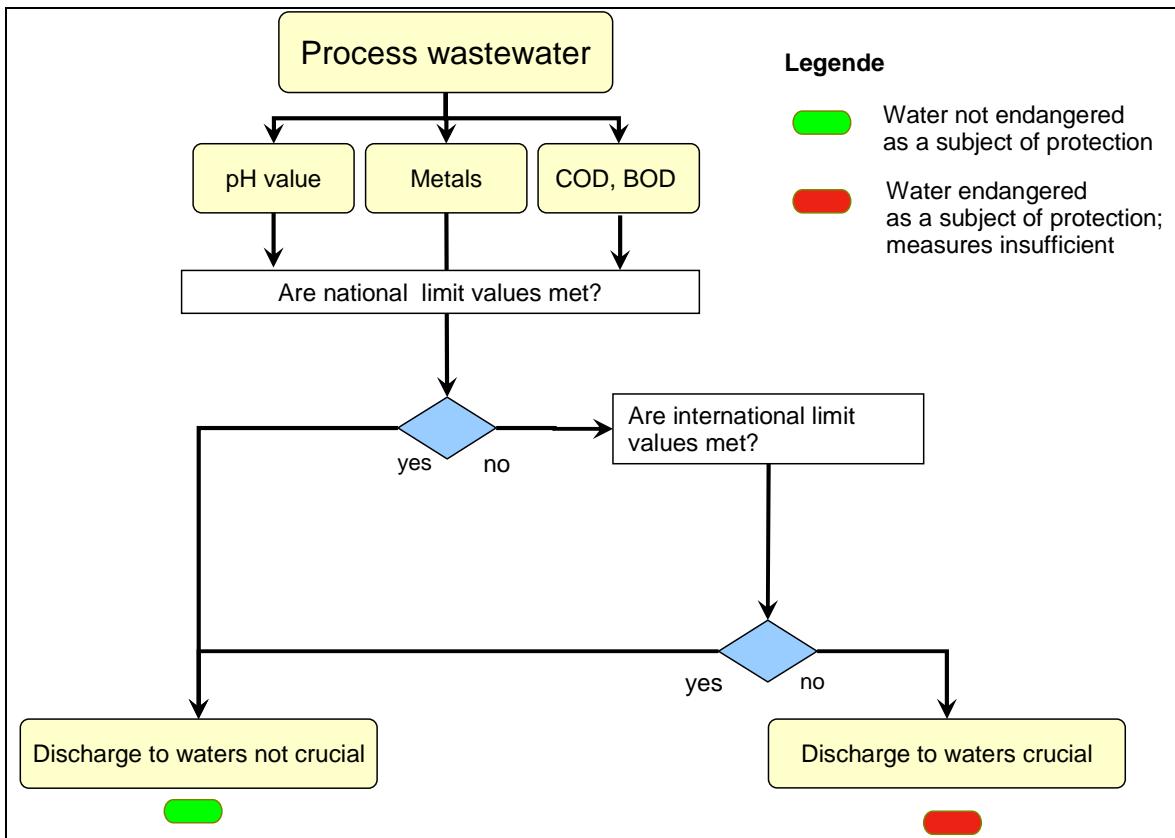 Process wastewater
Legende
Water not endangered
as a subject of protection
pH value
Metals
COD, BOD
Water endangered
as a subject of protection;
measures insufficient
Are national limit values met?
Are international limit
values met?
yes
no
yes
no
Discharge to waters not crucial
Discharge to waters crucial